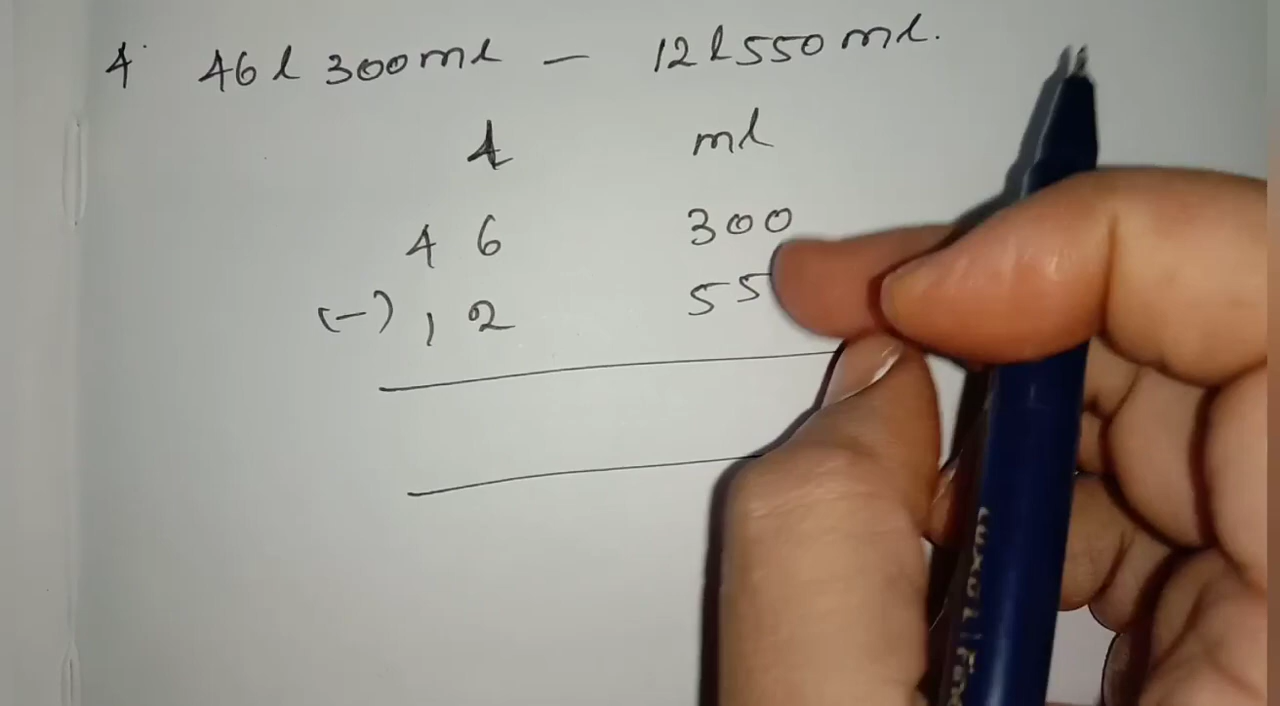 4. 46 l 300 ml - 12 l 550 ml.
l ml
4 6 300
(-) 1 2 55